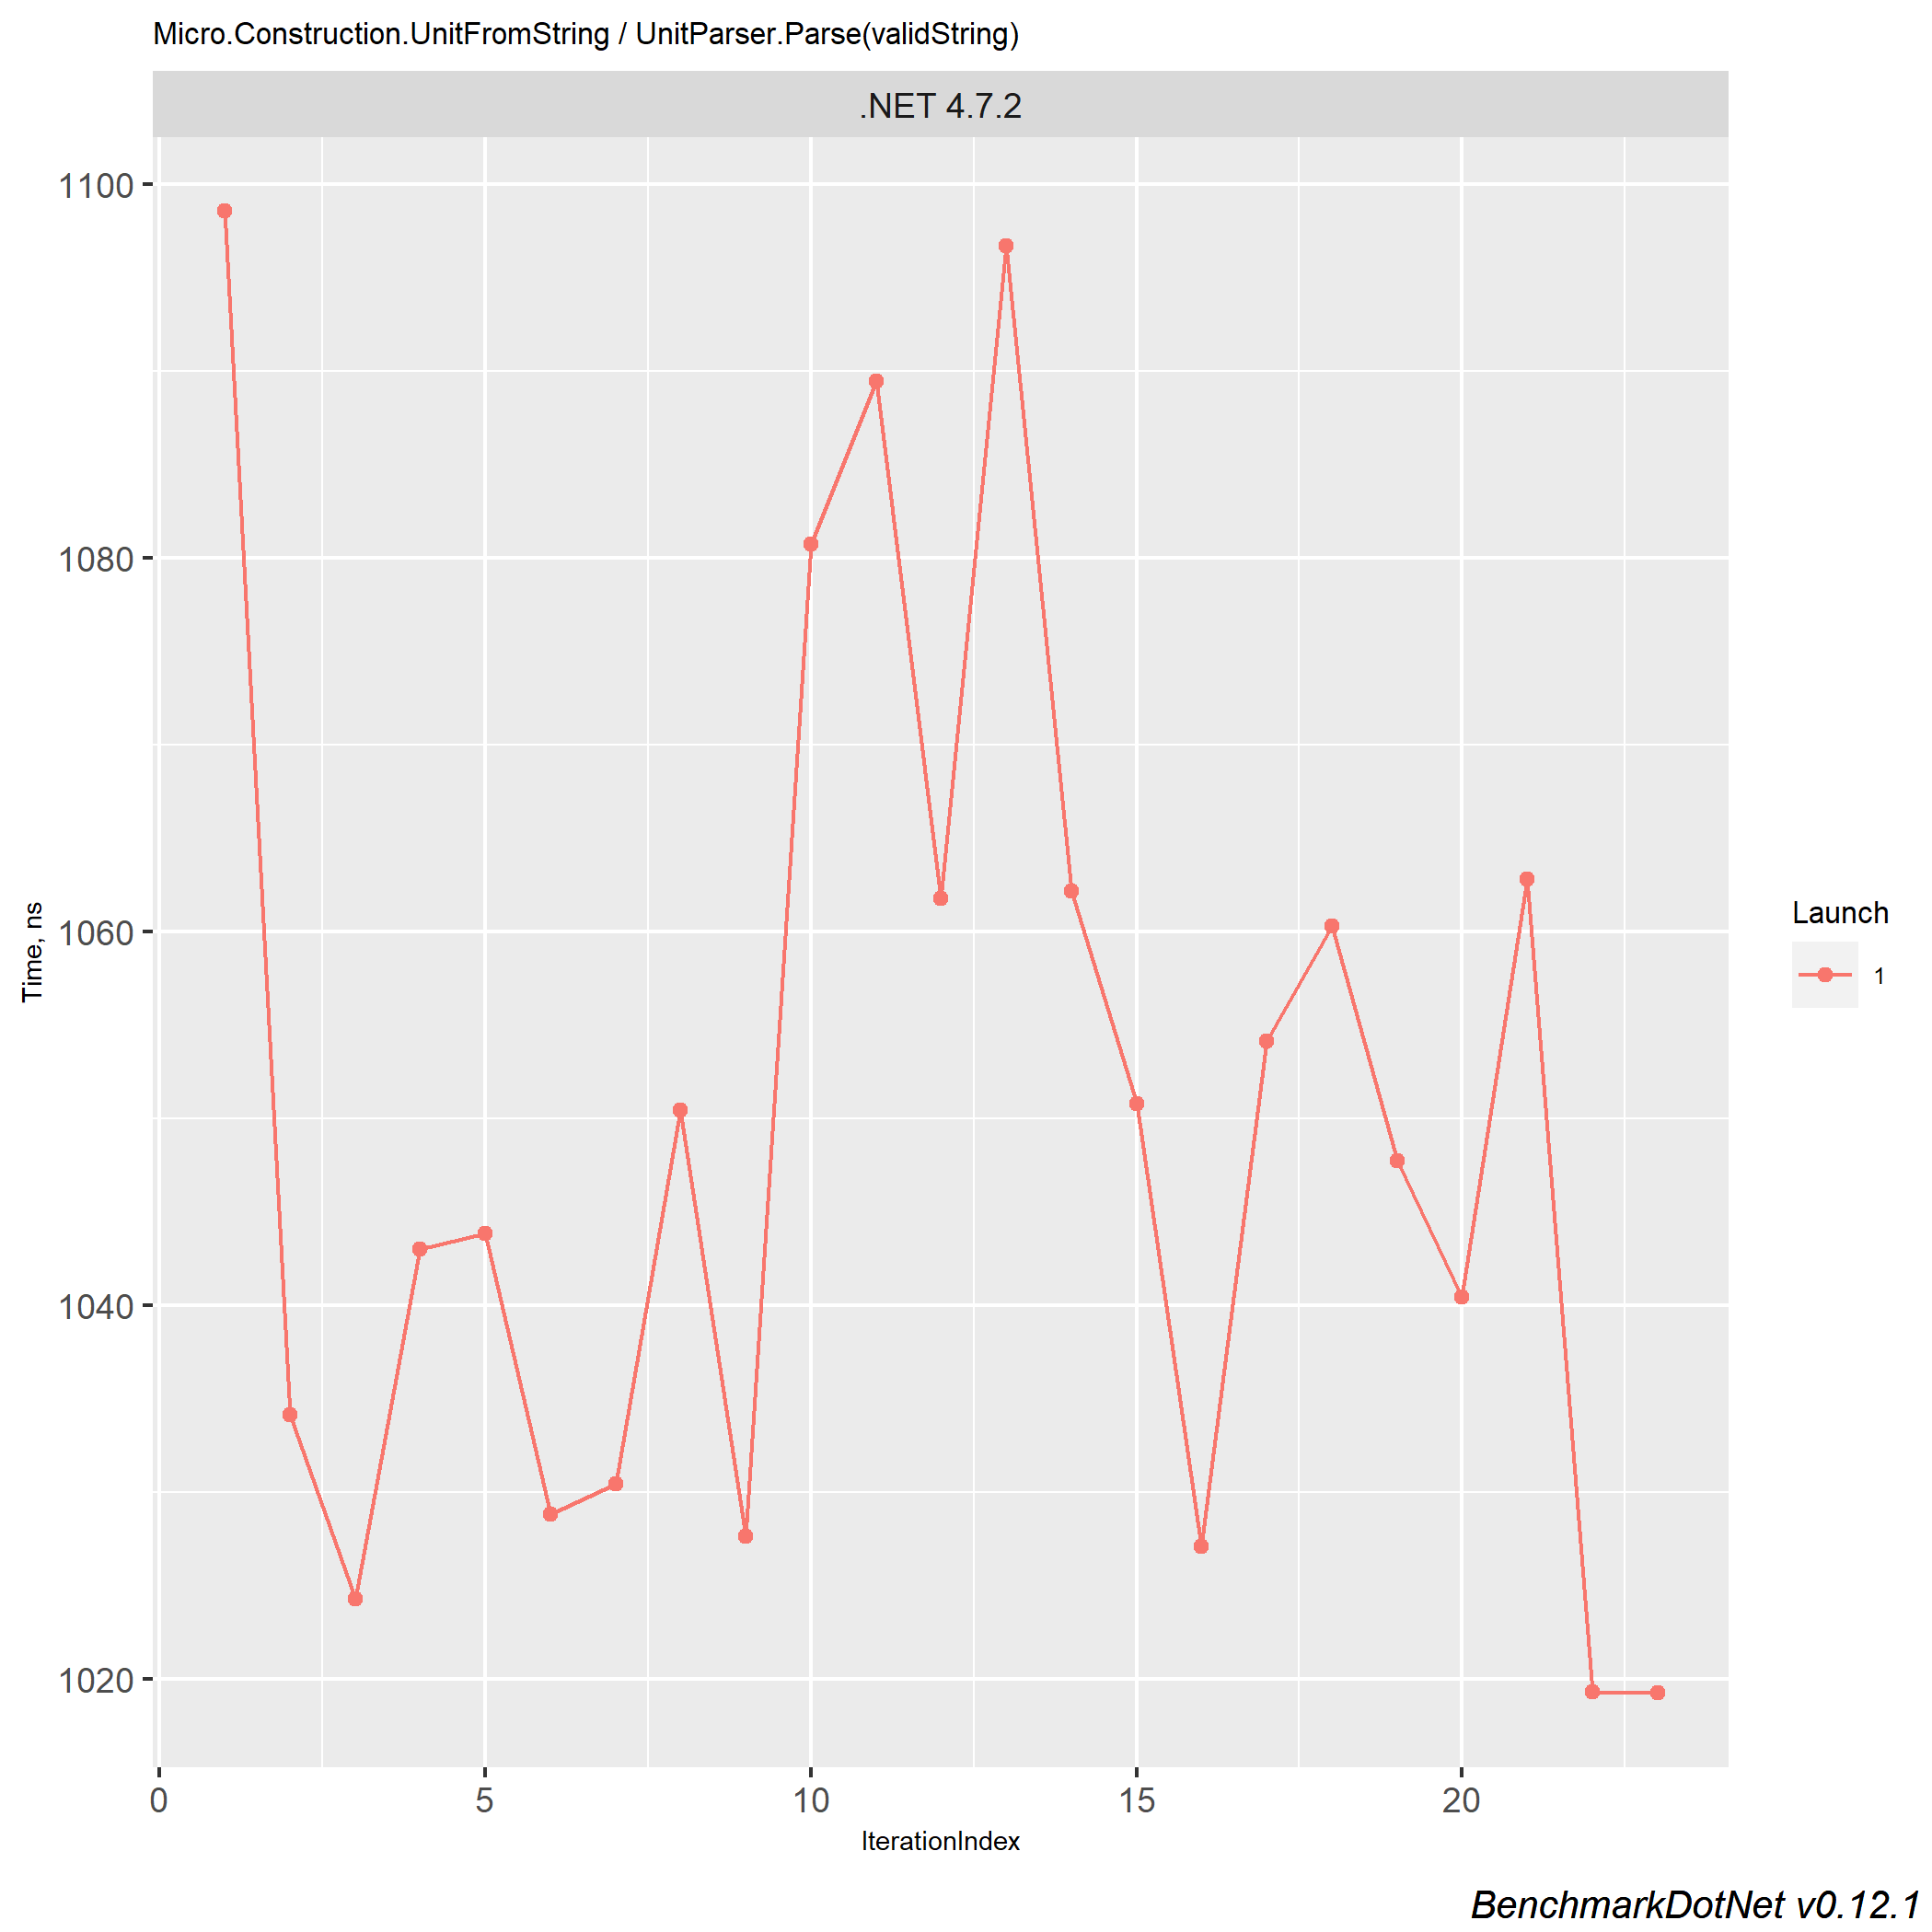 Micro.Construction.UnitFromString / UnitParser.Parse(validString)
.NET 4.7.2
1100
1080
1060
1040
1020
Time, ns
0 5 10 15 20
IterationIndex
Launch
1
BenchmarkDotNet v0.12.1